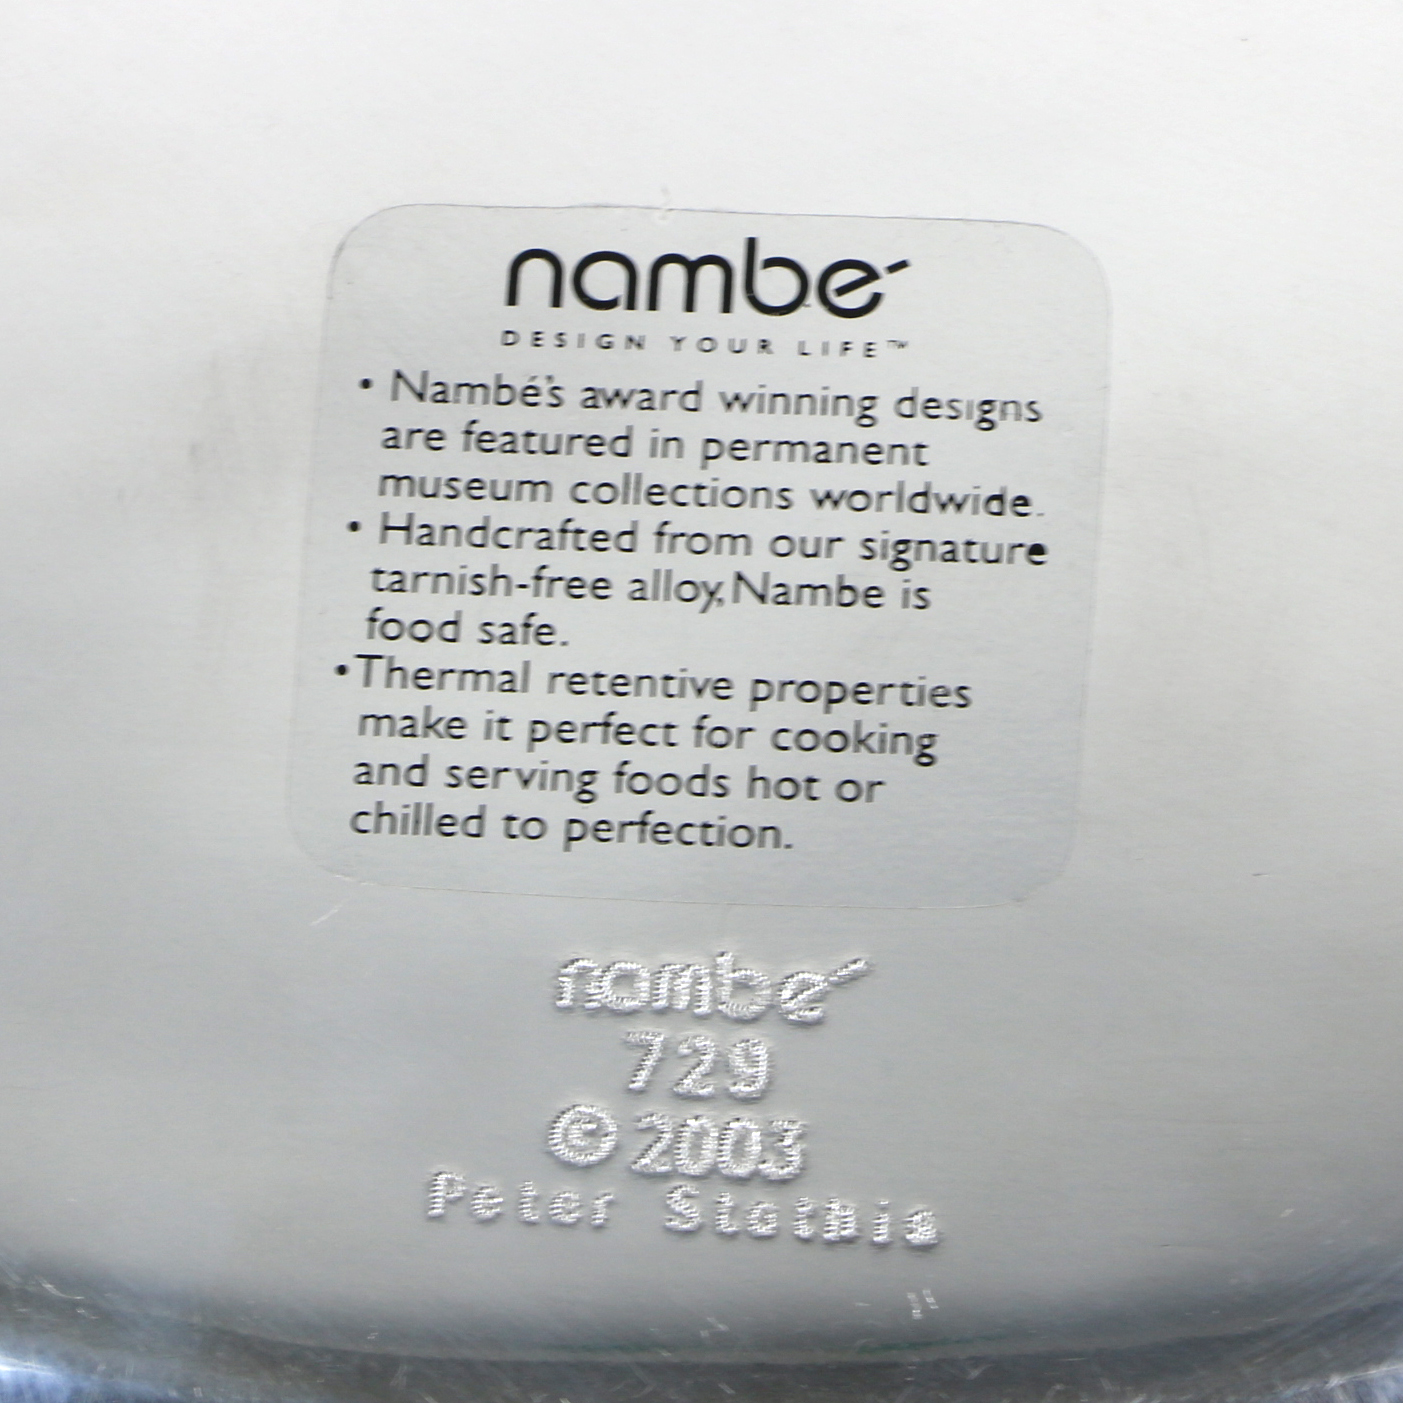 nambé
DESIGN YOUR LIFE™
• Nambé's award winning designs
are featured in permanent
museum collections worldwide.
• Handcrafted from our signature
tarnish-free alloy, Nambe is
food safe.
• Thermal retentive properties
make it perfect for cooking
and serving foods hot or
chilled to perfection.
nambé
729
©2003
Peter Stathis